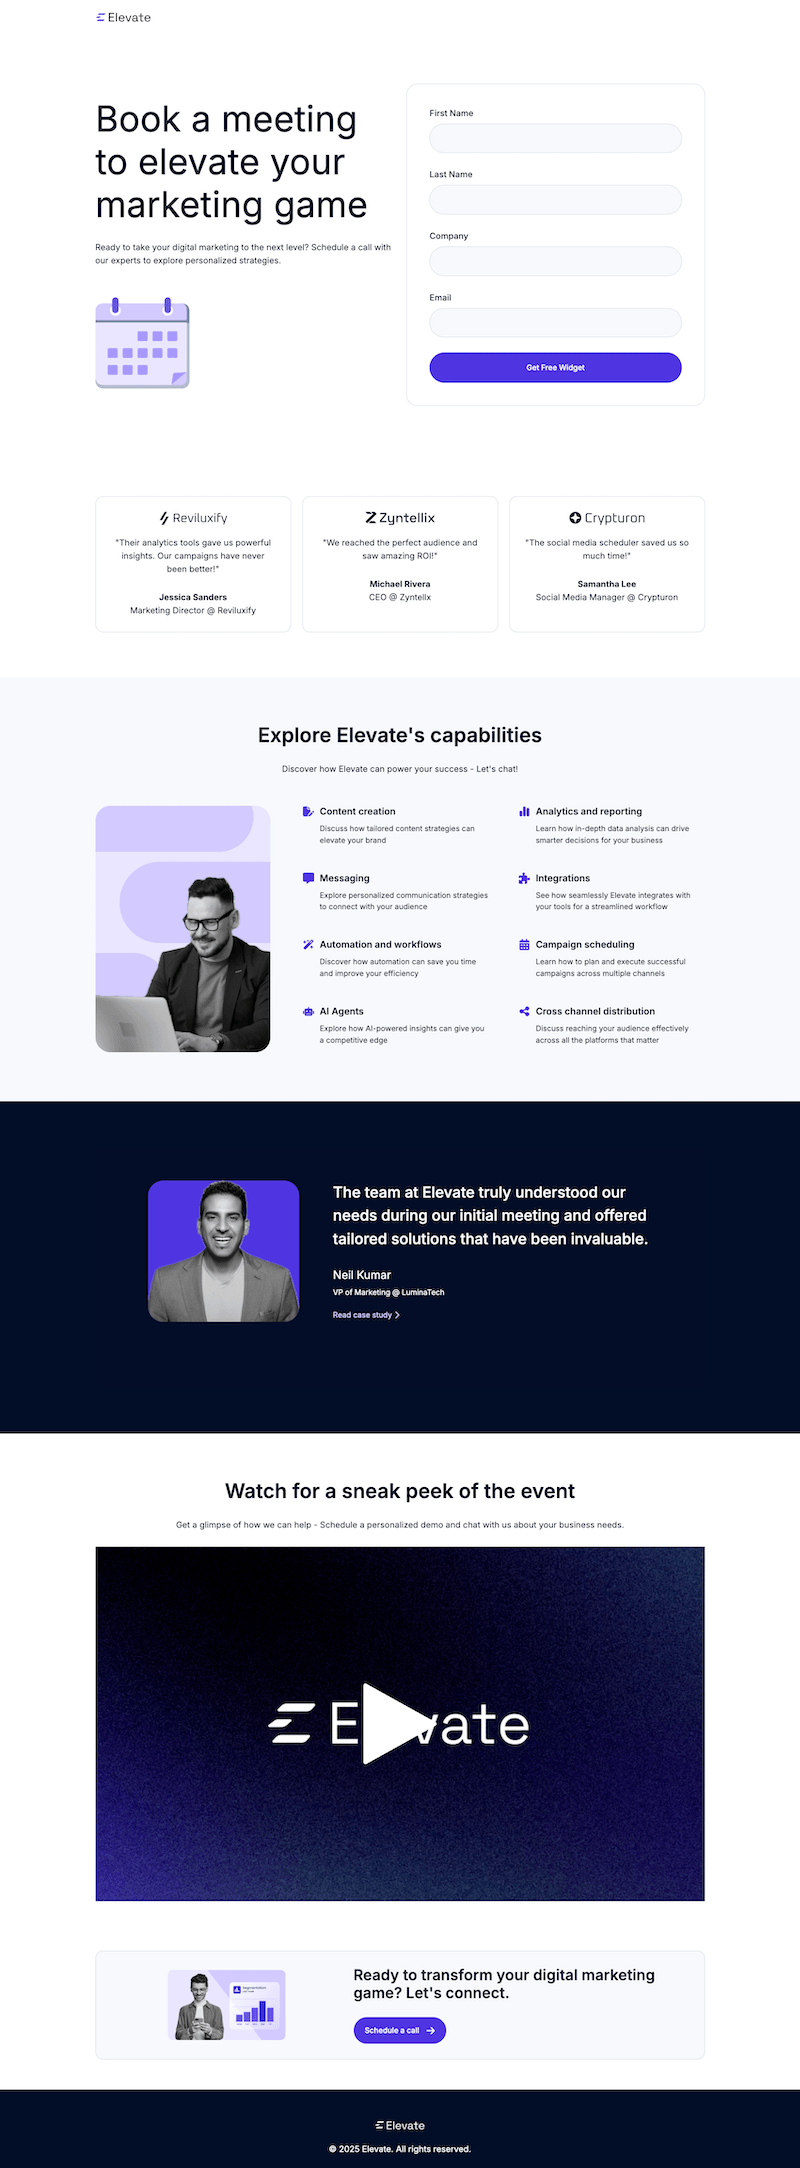 Elevate
Book a meeting
to elevate your
marketing game
Ready to take your digital marketing to the next level? Schedule a call with
our experts to explore personalized strategies.
First Name
Last Name
Company
Email
Get Free Widget
Reviluxify
"Their analytics tools gave us powerful
insights. Our campaigns have never
been better!"
Jessica Sanders
Marketing Director @ Reviluxify
Zyntellix
"We reached the perfect audience and
saw amazing ROI!"
Michael Rivera
CEO @ Zyntellx
Crypturon
"The social media scheduler saved us so
much time!"
Samantha Lee
Social Media Manager @ Crypturon
Explore Elevate's capabilities
Discover how Elevate can power your success - Let's chat!
Content creation
Discuss how tailored content strategies can
elevate your brand
Analytics and reporting
Learn how in-depth data analysis can drive
smarter decisions for your business
Messaging
Explore personalized communication strategies
to connect with your audience
Integrations
See how seamlessly Elevate integrates with
your tools for a streamlined workflow
Automation and workflows
Discover how automation can save you time
and improve your efficiency
Campaign scheduling
Learn how to plan and execute successful
campaigns across multiple channels
AI Agents
Explore how AI-powered insights can give you
a competitive edge
Cross channel distribution
Discuss reaching your audience effectively
across all the platforms that matter
The team at Elevate truly understood our
needs during our initial meeting and offered
tailored solutions that have been invaluable.
Neil Kumar
VP of Marketing @ LuminaTech
Read case study
Watch for a sneak peek of the event
Get a glimpse of how we can help - Schedule a personalized demo and chat with us about your business needs.
Elevate
Ready to transform your digital marketing
game? Let's connect.
Schedule a call
Elevate
© 2025 Elevate. All rights reserved.